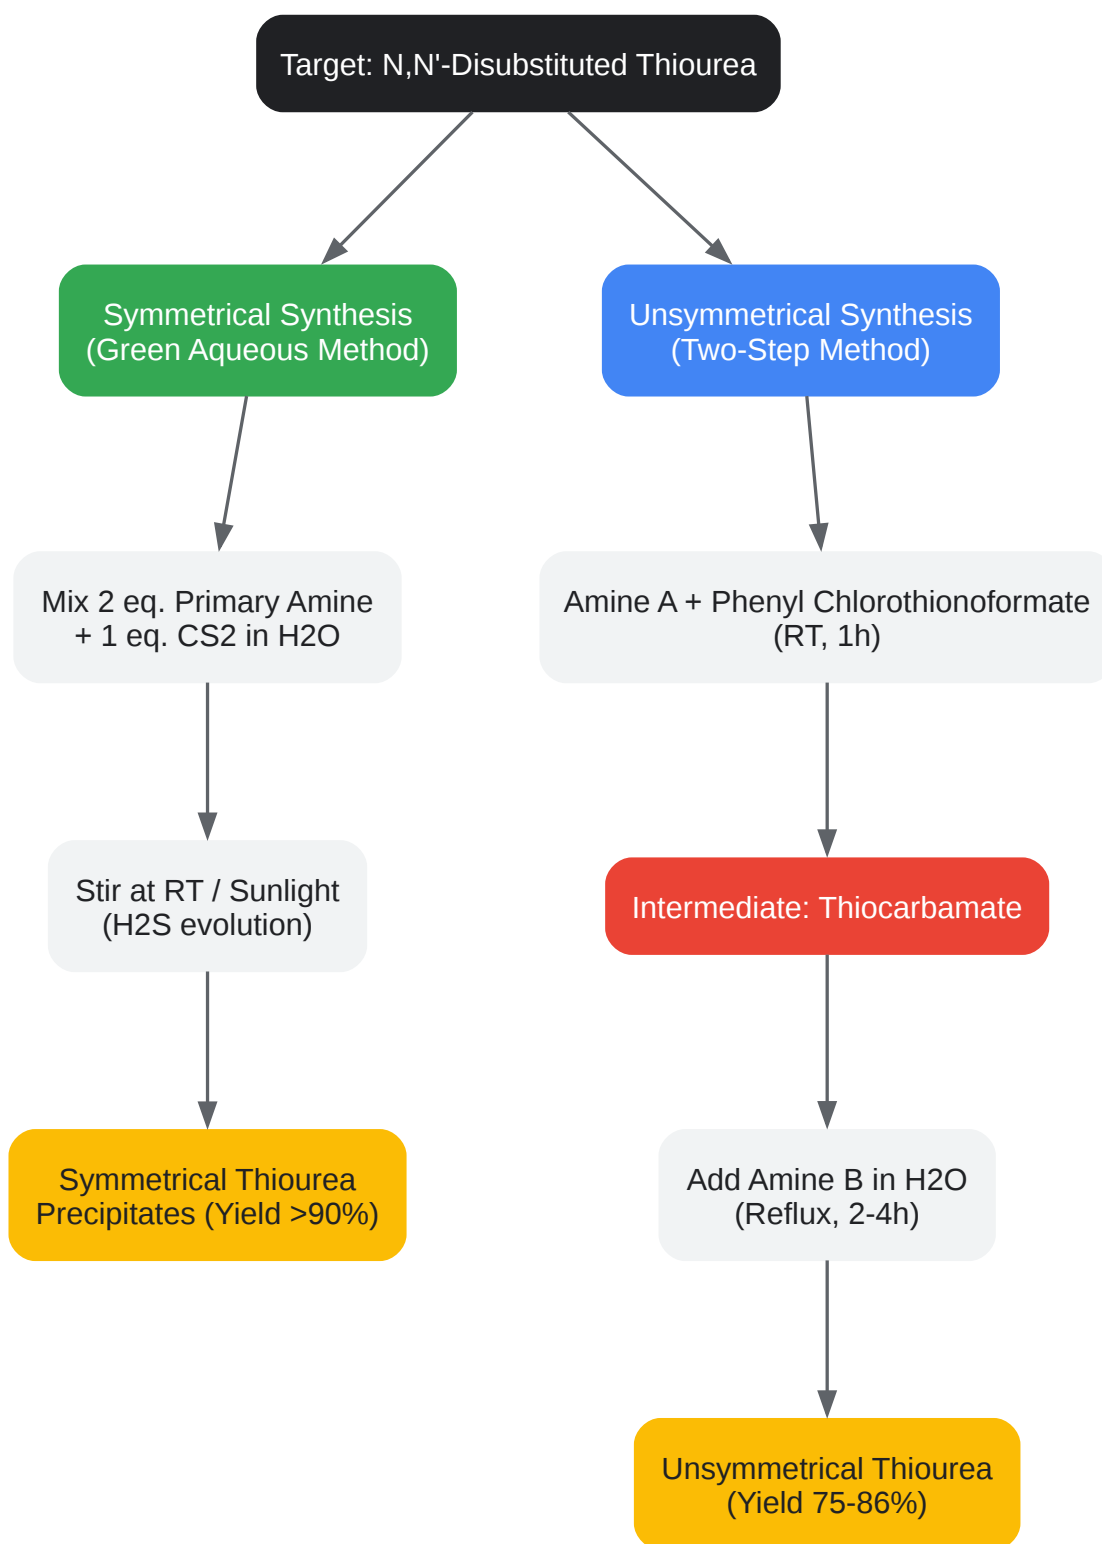 Target: N,N'-Disubstituted Thiourea
Symmetrical Synthesis
(Green Aqueous Method)
Unsymmetrical Synthesis
(Two-Step Method)
Mix 2 eq. Primary Amine
+ 1 eq. CS2 in H2O
Amine A + Phenyl Chlorothionoformate
(RT, 1h)
Stir at RT / Sunlight
(H2S evolution)
Intermediate: Thiocarbamate
Symmetrical Thiourea
Precipitates (Yield >90%)
Add Amine B in H2O
(Reflux, 2-4h)
Unsymmetrical Thiourea
(Yield 75-86%)